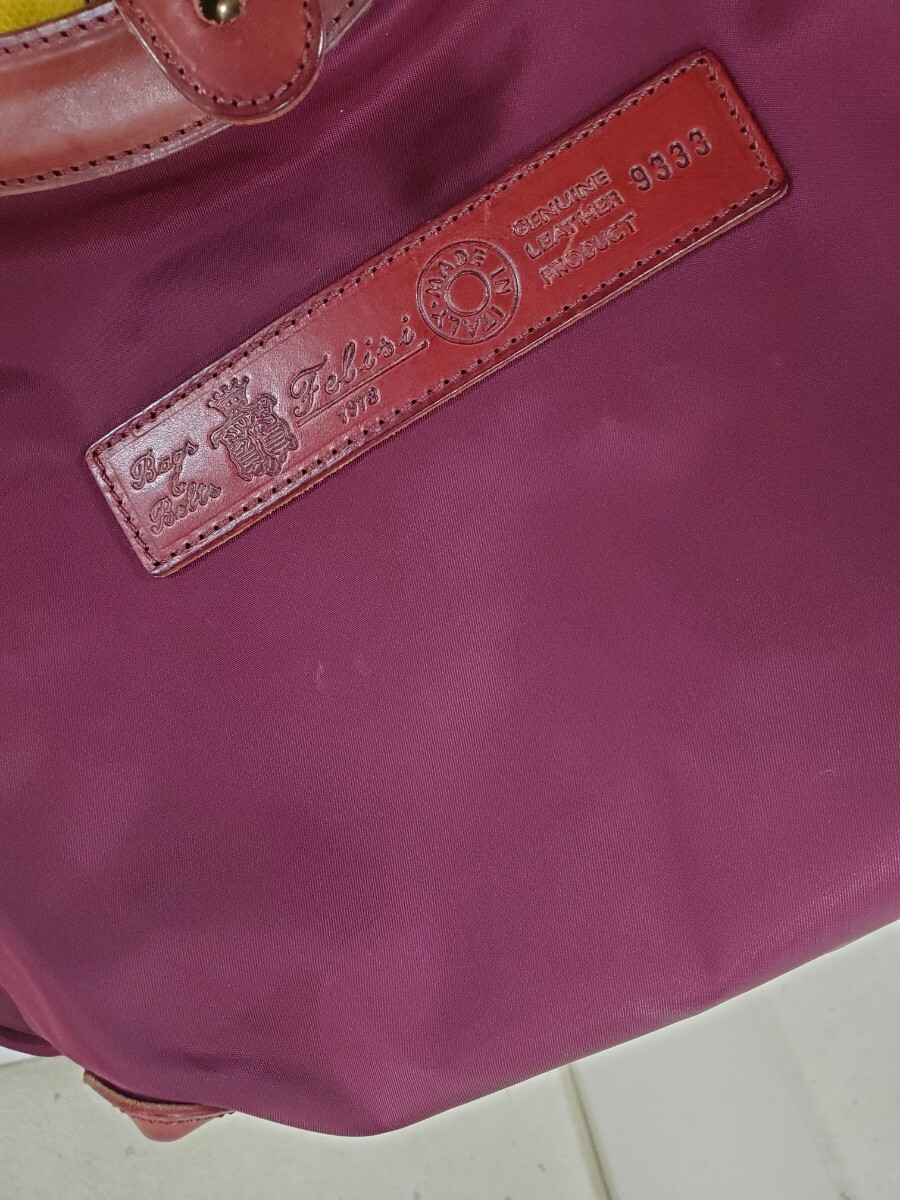 Bags
&
Belts
Felisi
1973
MADE IN ITALY
GENUINE
LEATHER
PRODUCT
9333